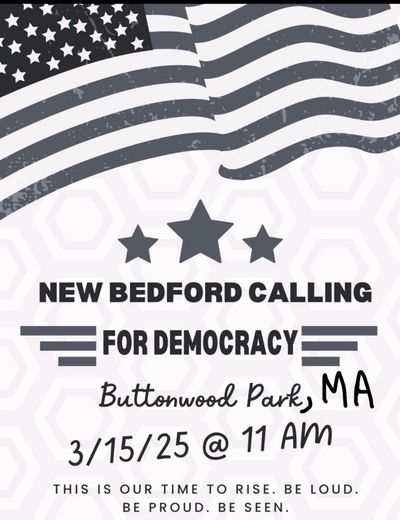 NEW BEDFORD CALLING
FOR DEMOCRACY
Buttonwood Park, MA
3/15/25 @ 11 AM
THIS IS OUR TIME TO RISE. BE LOUD.
BE PROUD. BE SEEN.